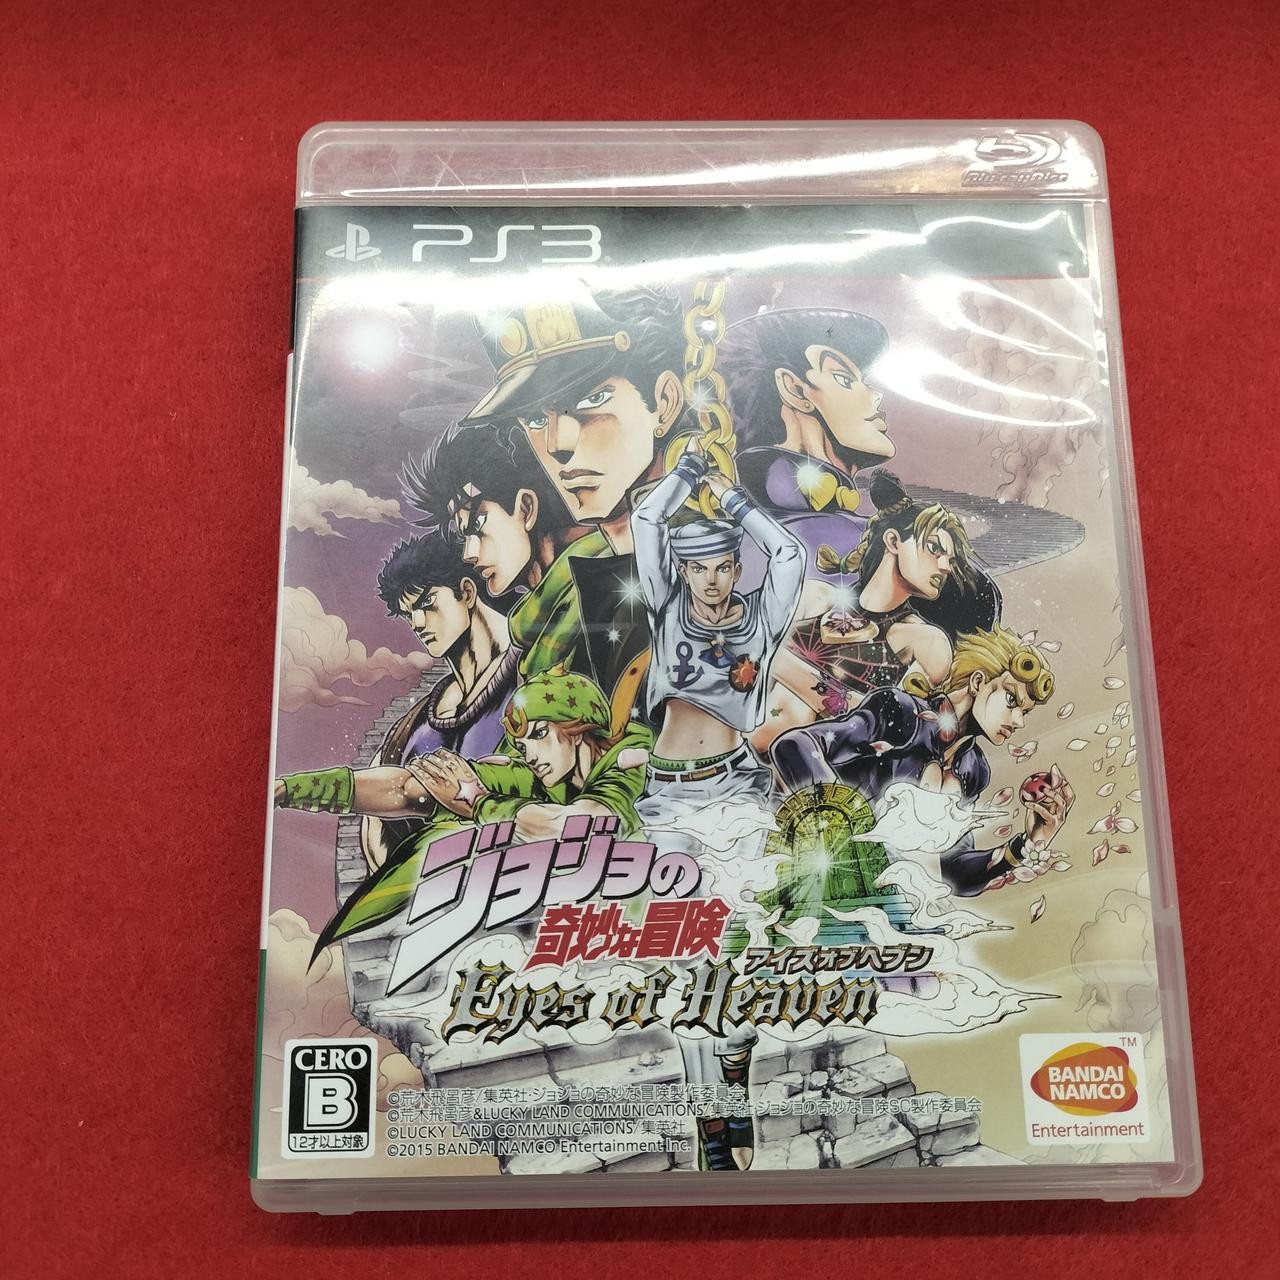 Blu-ray Disc
PS3
ジョジョの
奇妙な冒険
アイズオブヘブン
Eyes of Heaven
CERO
B
12才以上対象
©荒木飛呂彦/集英社・ジョジョの奇妙な冒険製作委員会
©荒木飛呂彦&LUCKY LAND COMMUNICATIONS/集英社・ジョジョの奇妙な冒険SC製作委員会
©LUCKY LAND COMMUNICATIONS/集英社
©2015 BANDAI NAMCO Entertainment Inc.
TM
BANDAI
NAMCO
Entertainment